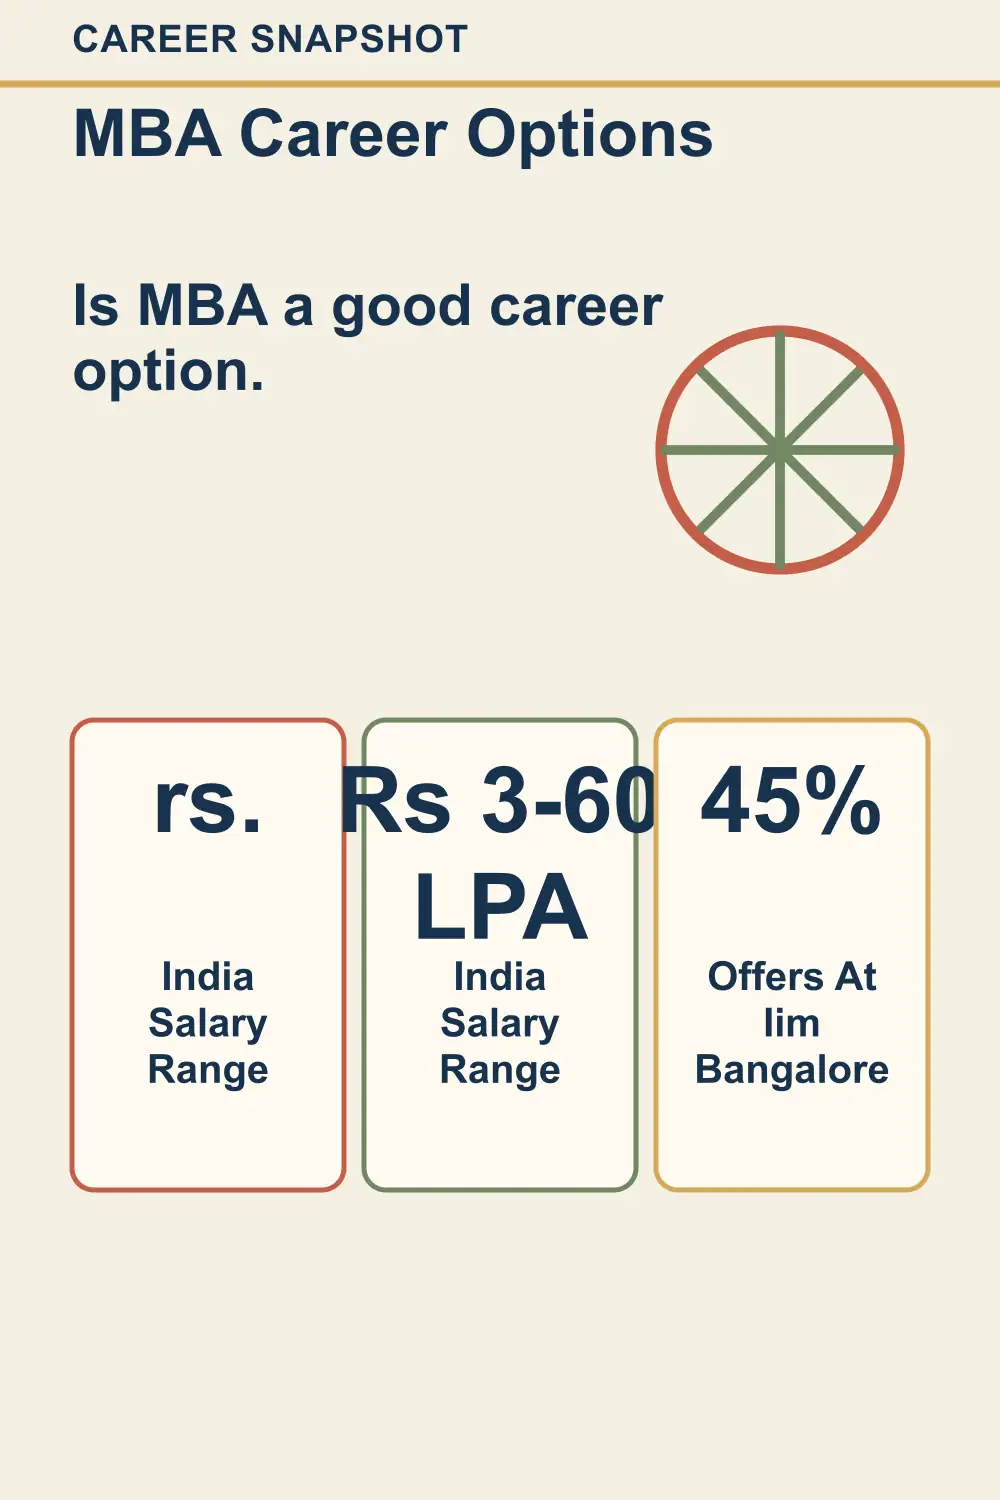 CAREER SNAPSHOT
MBA Career Options
Is MBA a good career
option.
rs.
India
Salary
Range
Rs 3-60
LPA
India
Salary
Range
45%
Offers At
Iim
Bangalore